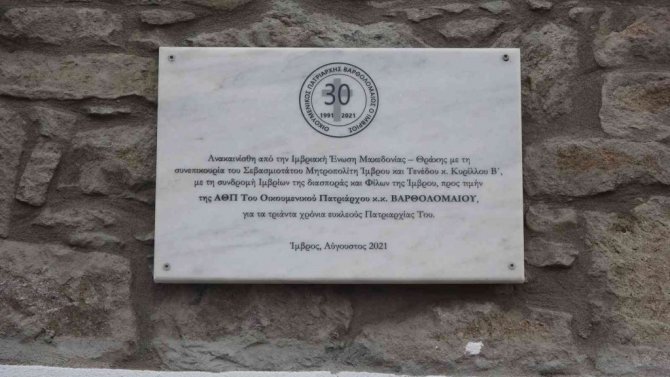 ΟΙΚΟΥΜΕΝΙΚΟΣ ΠΑΤΡΙΑΡΧΗΣ ΒΑΡΘΟΛΟΜΑΙΟΣ Ο ΙΜΒΡΙΟΣ
30
1991 2021
Ανακαινίσθη από την Ιμβριακή Ένωση Μακεδονίας – Θράκης με τη
συνεπικουρία του Σεβασμιοτάτου Μητροπολίτη Ίμβρου και Τενέδου κ. Κυρίλλου Β΄,
με τη συνδρομή Ιμβρίων της διασποράς και Φίλων της Ίμβρου, προς τιμήν
της ΑΘΠ Του Οικουμενικού Πατριάρχου κ.κ. ΒΑΡΘΟΛΟΜΑΙΟΥ,
για τα τριάντα χρόνια ευκλεούς Πατριαρχίας Του.
Ίμβρος, Αύγουστος 2021